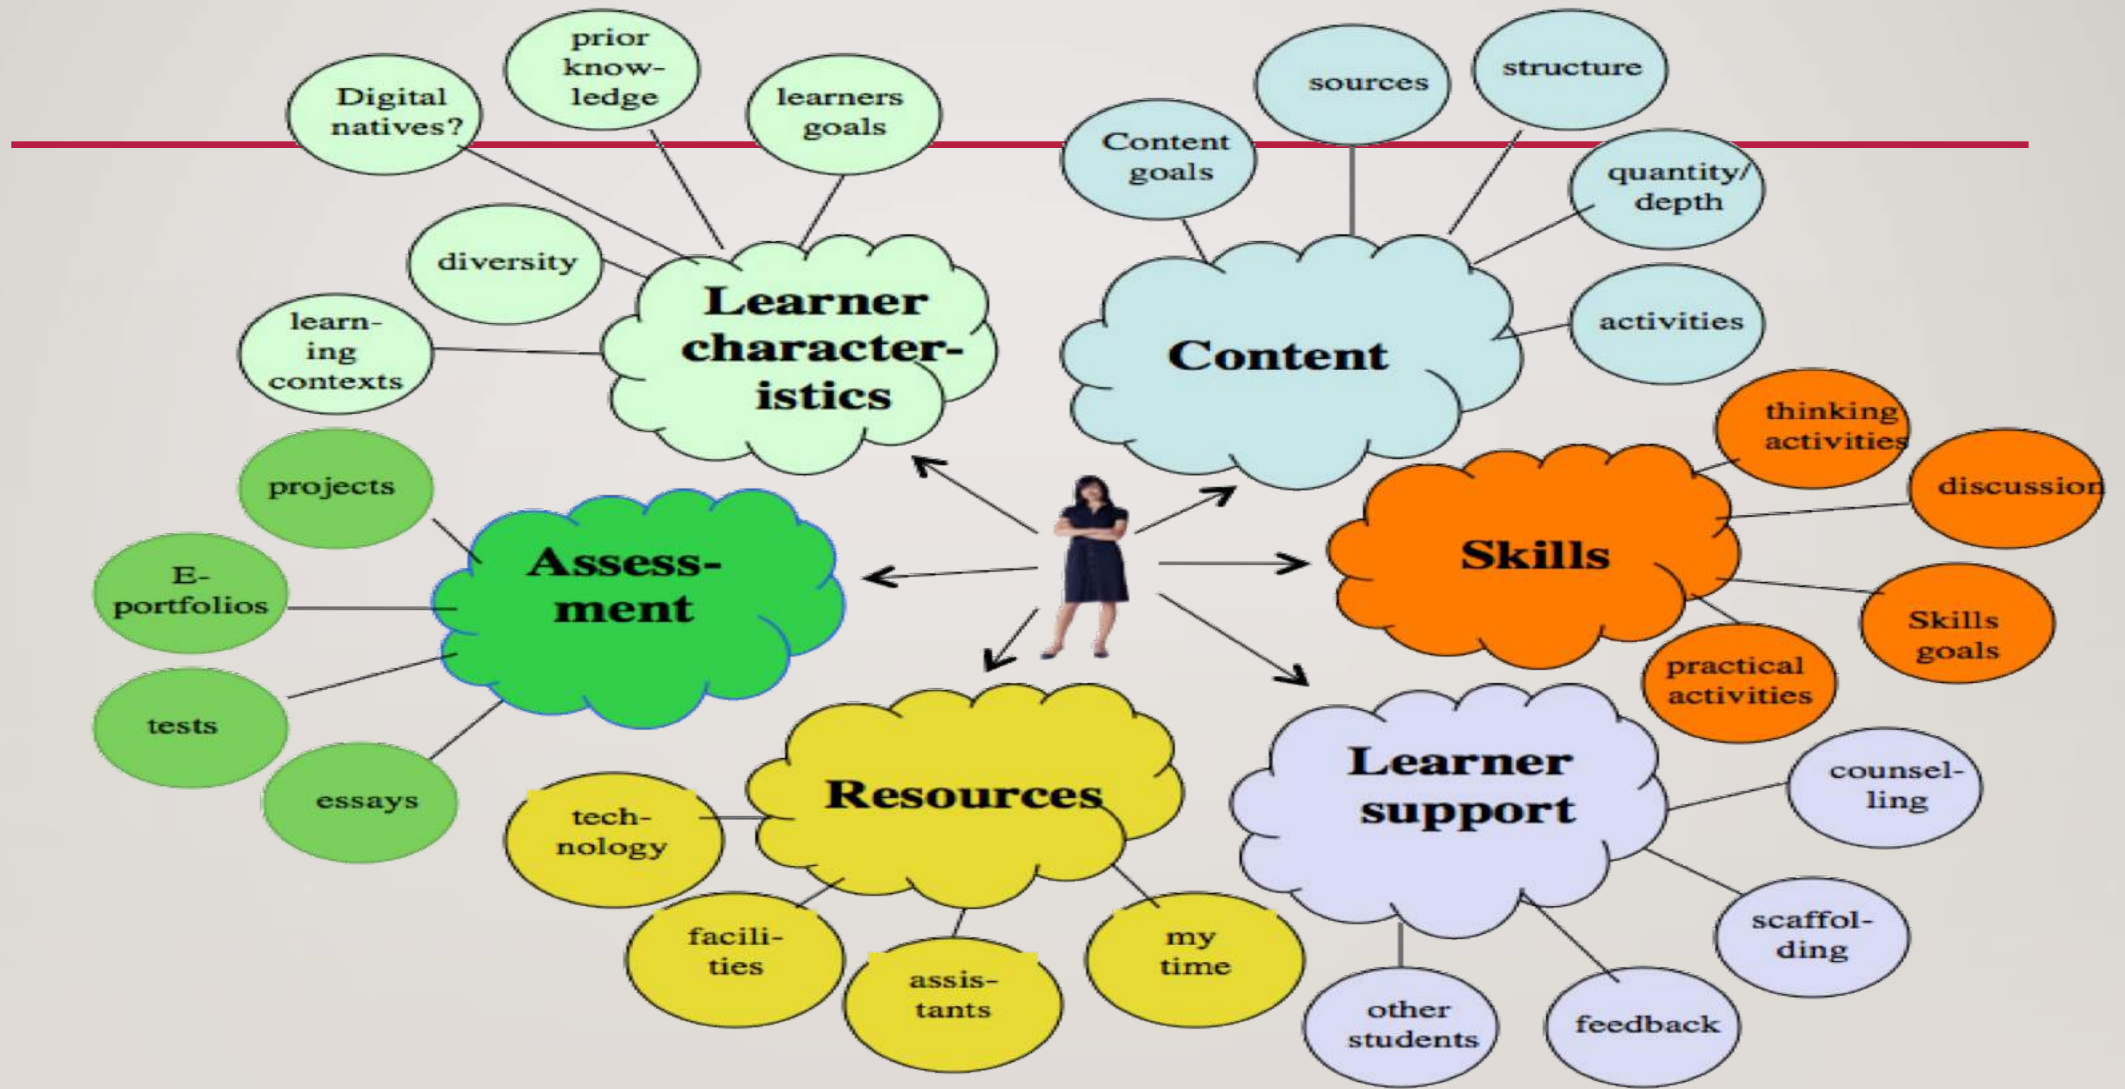 Digital
natives?
prior
know-
ledge
learners
goals
diversity
learn-
ing
contexts
Learner
character-
istics
Content
goals
sources
structure
quantity/
depth
activities
Content
thinking
activities
discussion
Skills
goals
practical
activities
Skills
projects
E-
portfolios
tests
essays
Assess-
ment
Resources
tech-
nology
facili-
ties
assis-
tants
my
time
Learner
support
counsel-
ling
scaffol-
ding
feedback
other
students